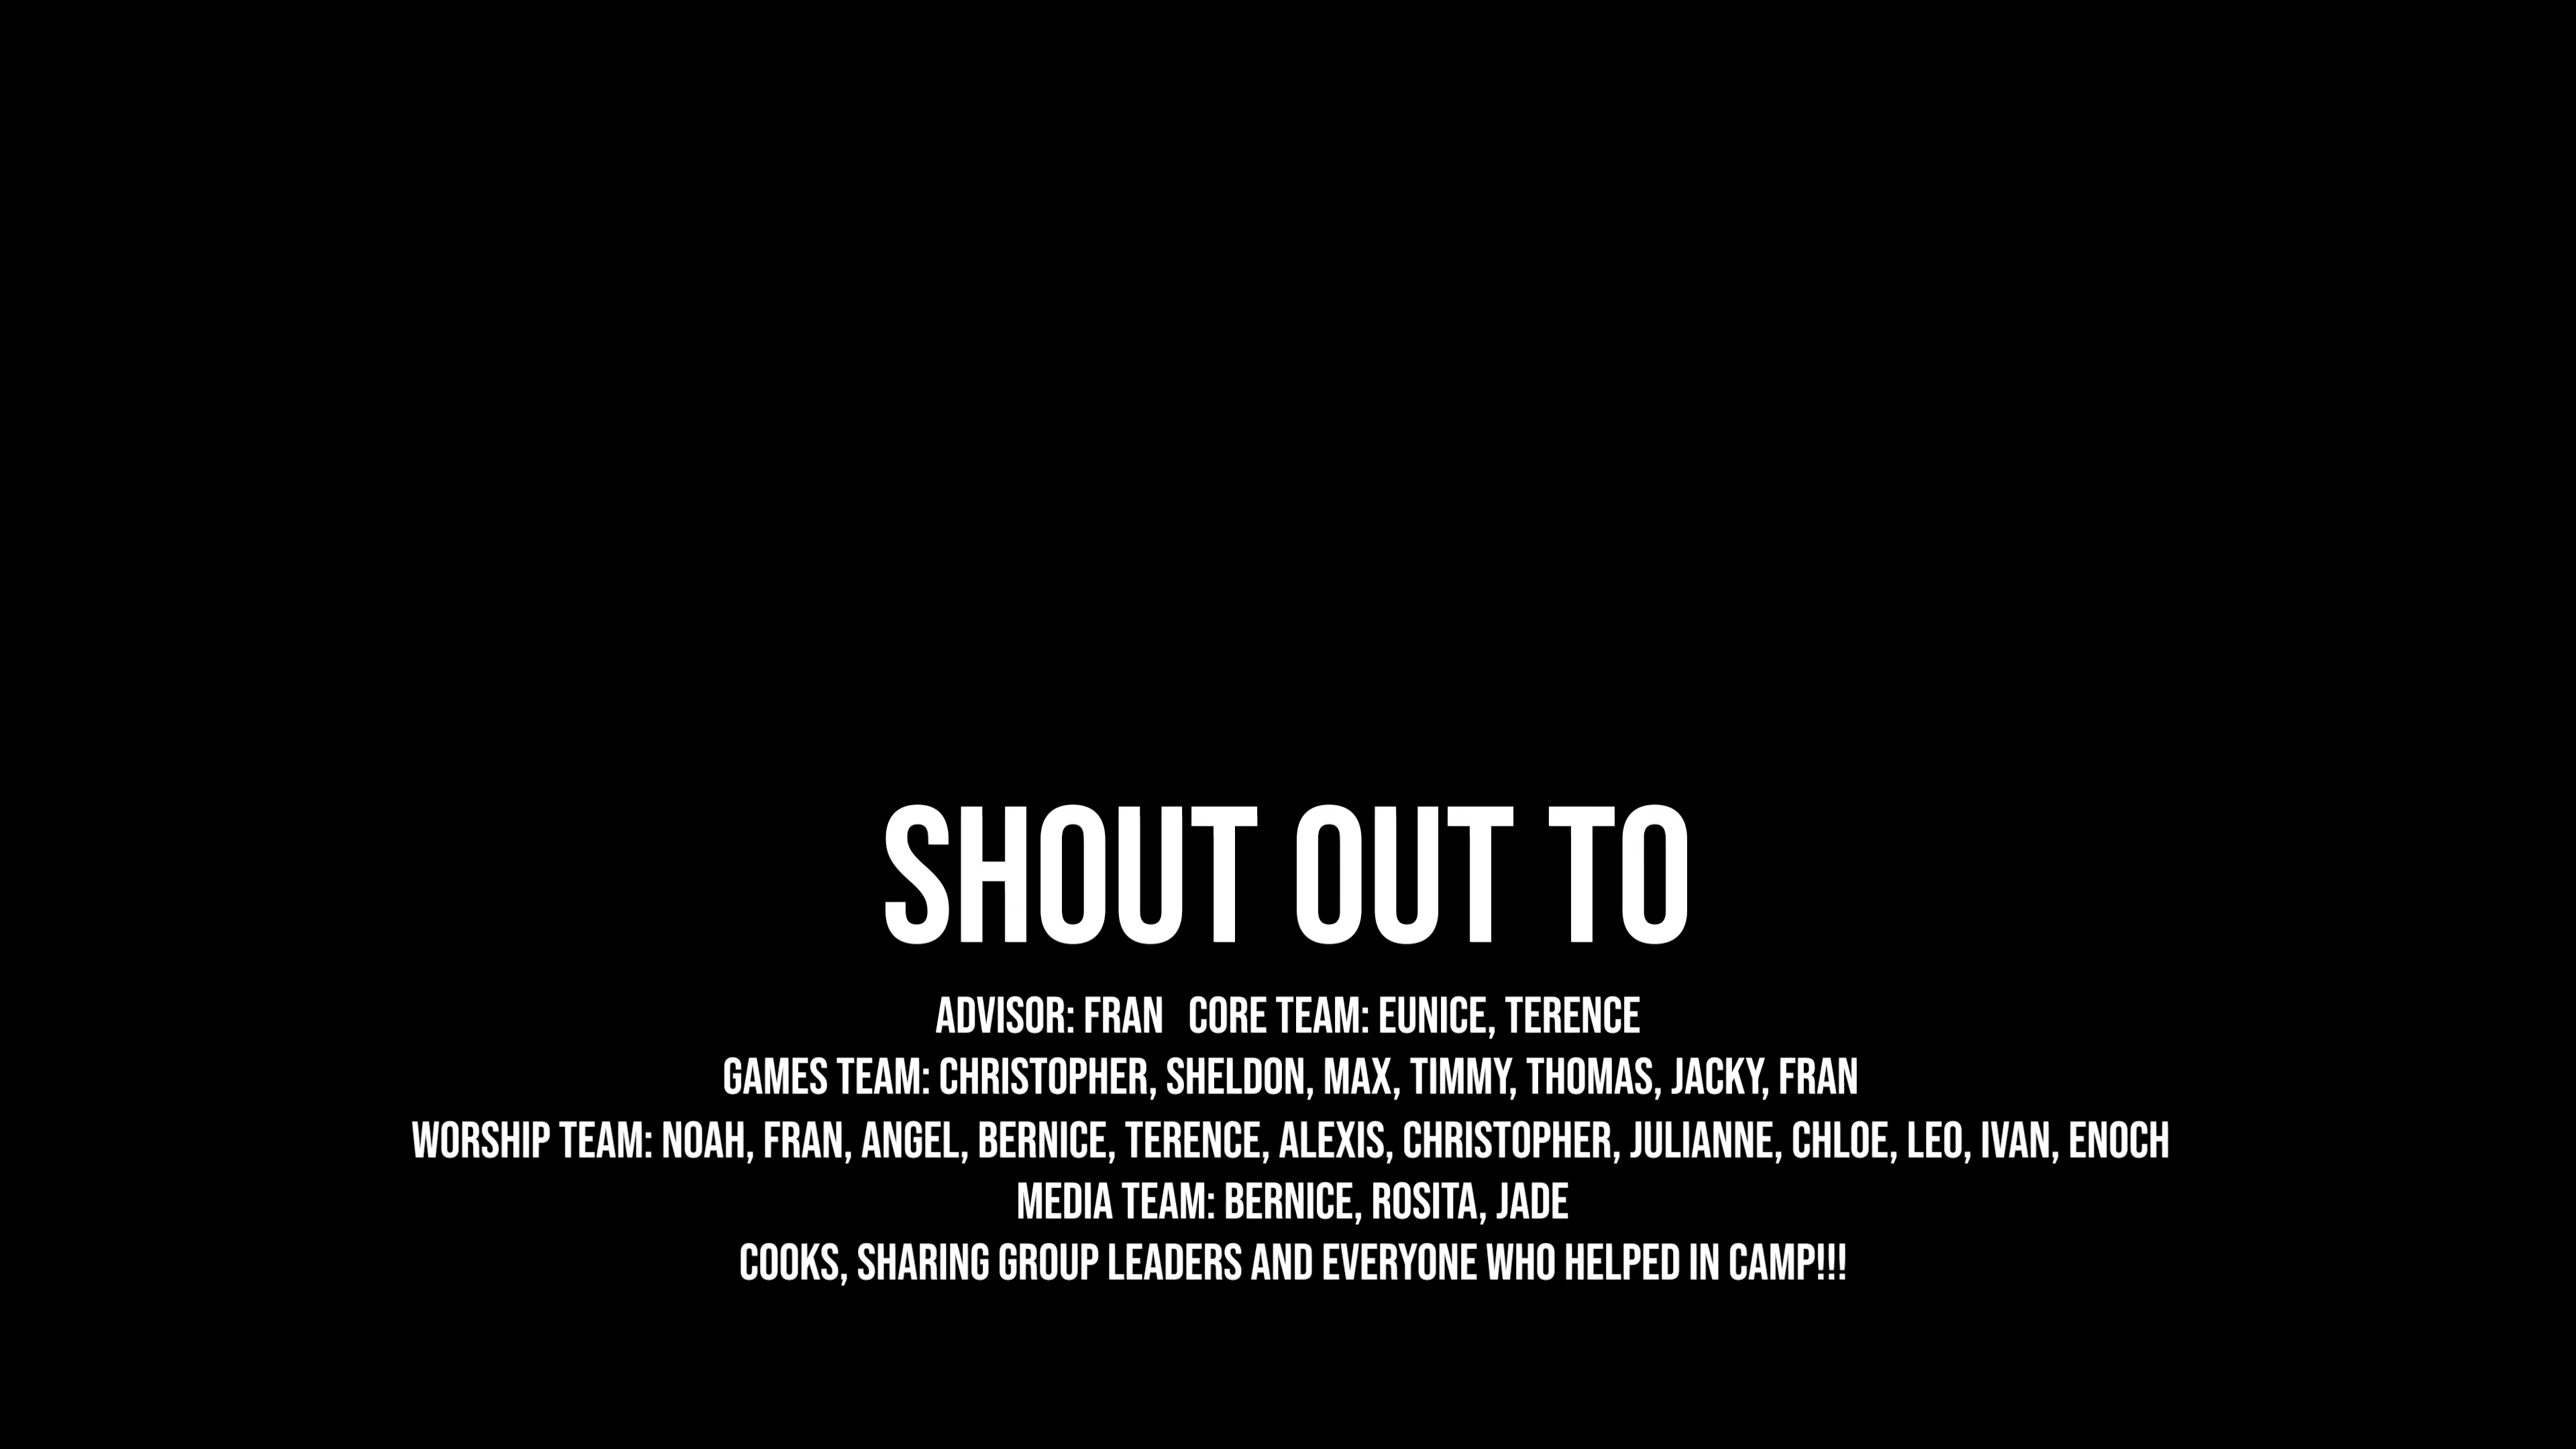 SHOUT OUT TO
ADVISOR: FRAN   CORE TEAM: EUNICE, TERENCE
GAMES TEAM: CHRISTOPHER, SHELDON, MAX, TIMMY, THOMAS, JACKY, FRAN
WORSHIP TEAM: NOAH, FRAN, ANGEL, BERNICE, TERENCE, ALEXIS, CHRISTOPHER, JULIANNE, CHLOE, LEO, IVAN, ENOCH
MEDIA TEAM: BERNICE, ROSITA, JADE
COOKS, SHARING GROUP LEADERS AND EVERYONE WHO HELPED IN CAMP!!!